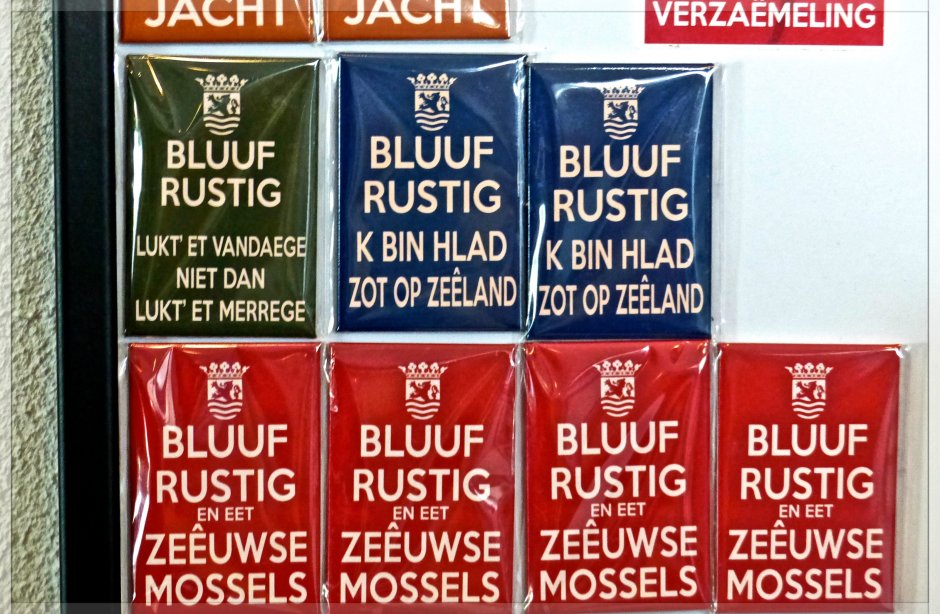 JACHT
JACHT
VERZAEMELING
BLUUF
RUSTIG
LUKT' ET VANDAEGE
NIET DAN
LUKT' ET MERREGE
BLUUF
RUSTIG
K BIN HLAD
ZOT OP ZEÊLAND
BLUUF
RUSTIG
K BIN HLAD
ZOT OP ZEÊLAND
BLUUF
RUSTIG
EN EET
ZEÊUWSE
MOSSELS
BLUUF
RUSTIG
EN EET
ZEÊUWSE
MOSSELS
BLUUF
RUSTIG
EN EET
ZEÊUWSE
MOSSELS
BLUUF
RUSTIG
EN EET
ZEÊUWSE
MOSSELS